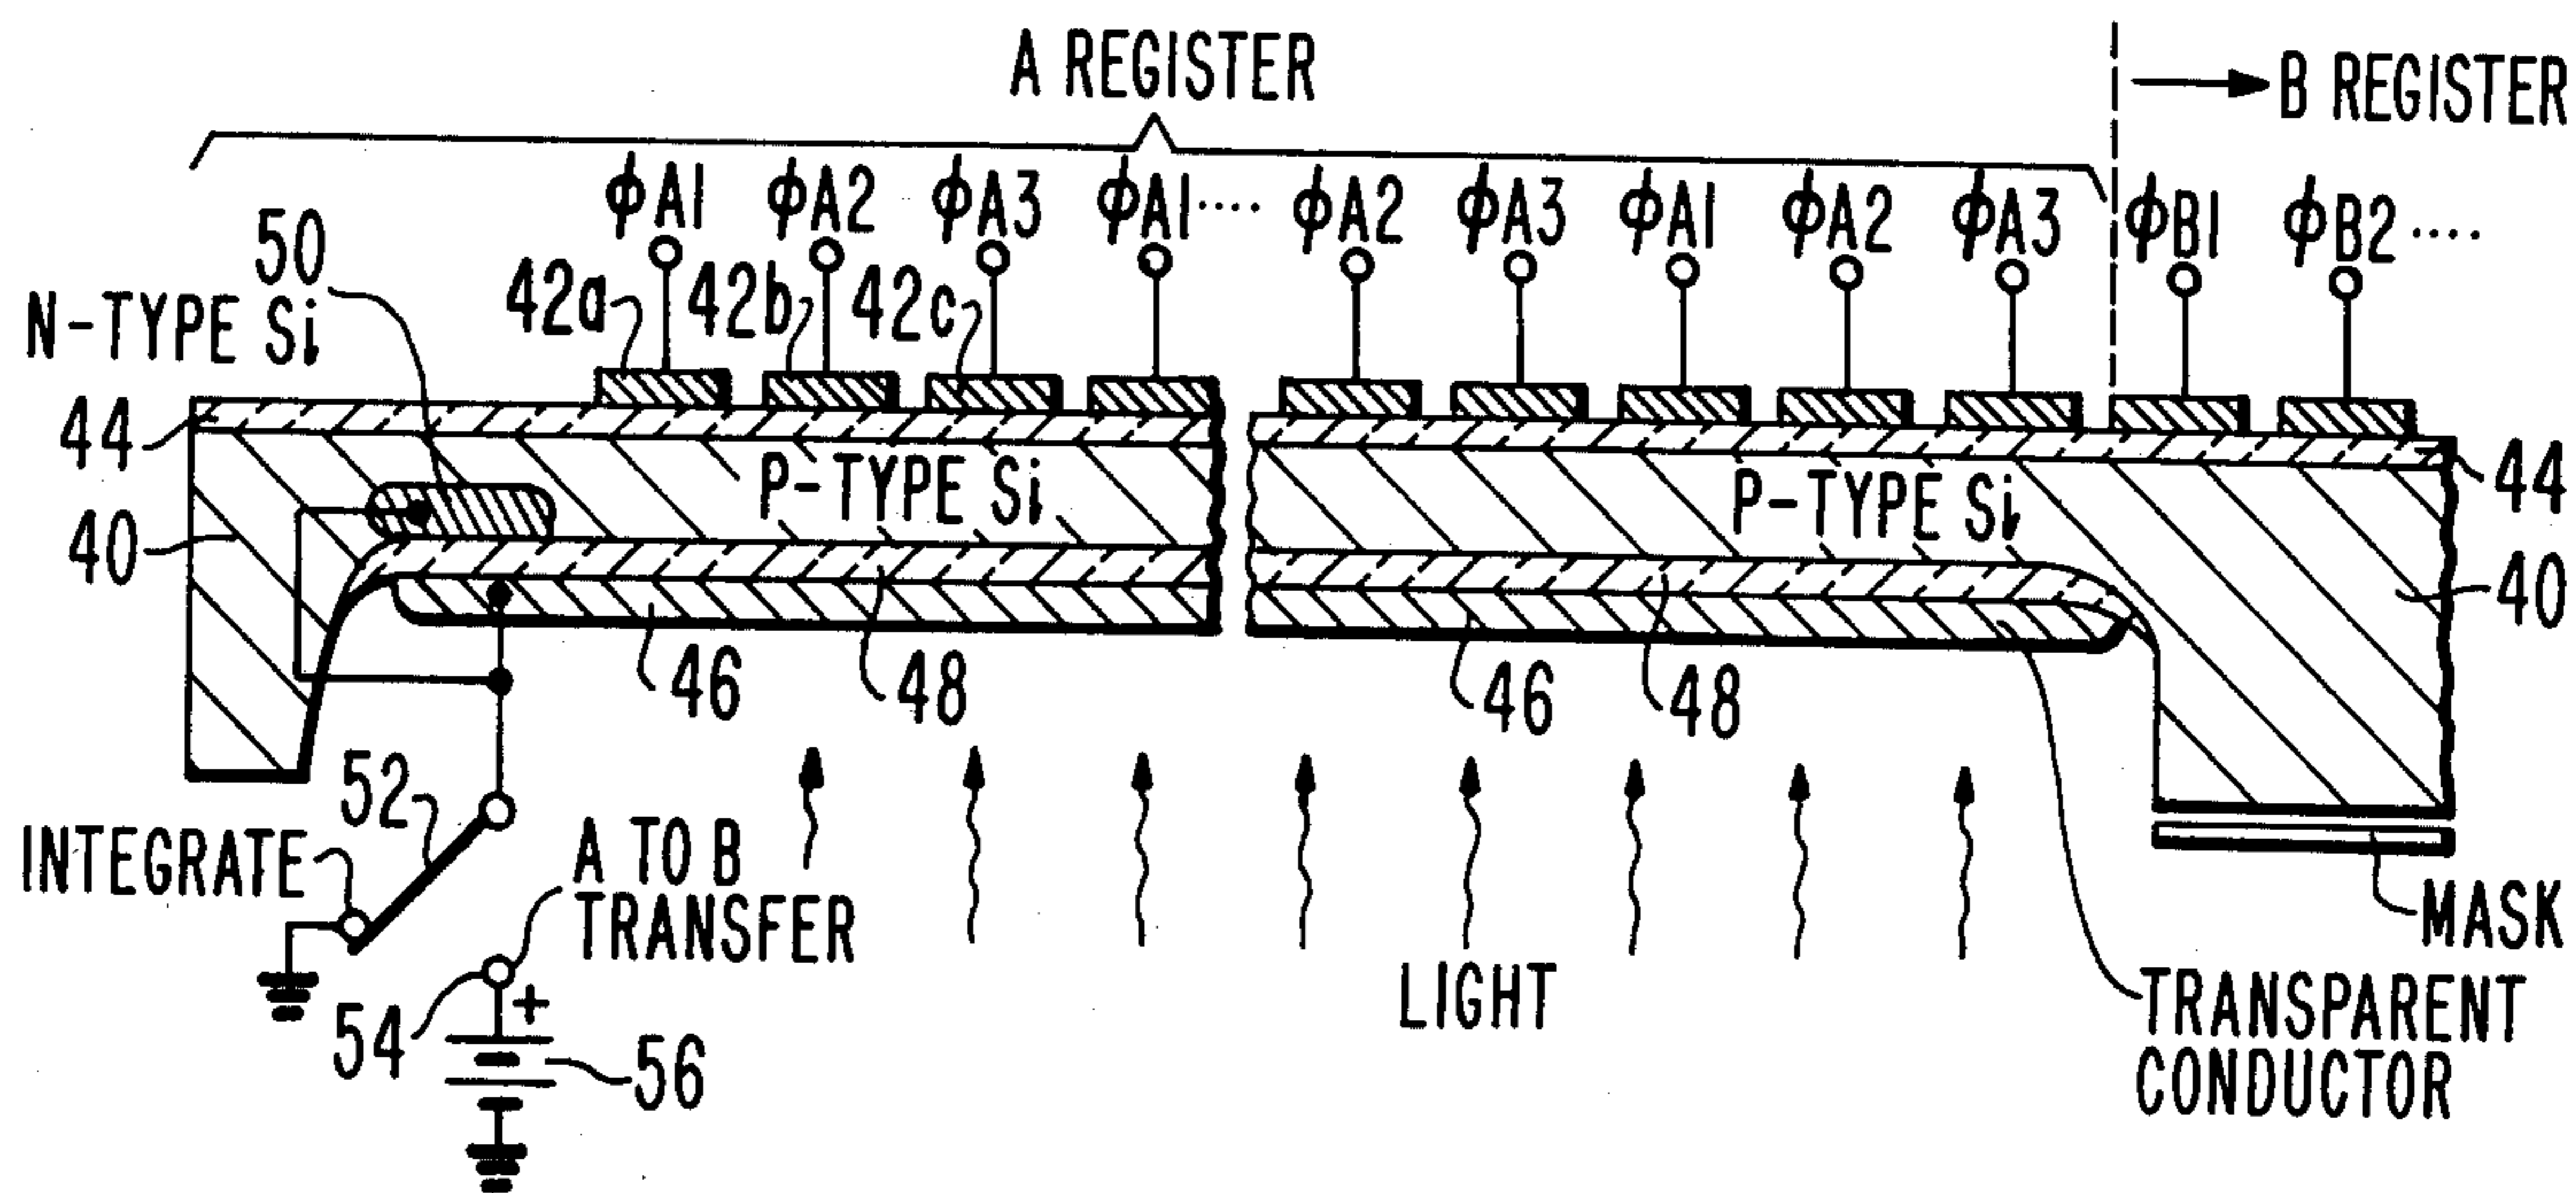 A REGISTER
B REGISTER
ϕA1 ϕA2 ϕA3 ϕA1···· ϕA2 ϕA3 ϕA1 ϕA2 ϕA3 ϕB1 ϕB2····
50
N-TYPE Si
42a 42b 42c
44
P-TYPE Si
P-TYPE Si
44
40
40
46
48
46
48
52
INTEGRATE
A TO B
TRANSFER
54
+
56
LIGHT
MASK
TRANSPARENT
CONDUCTOR